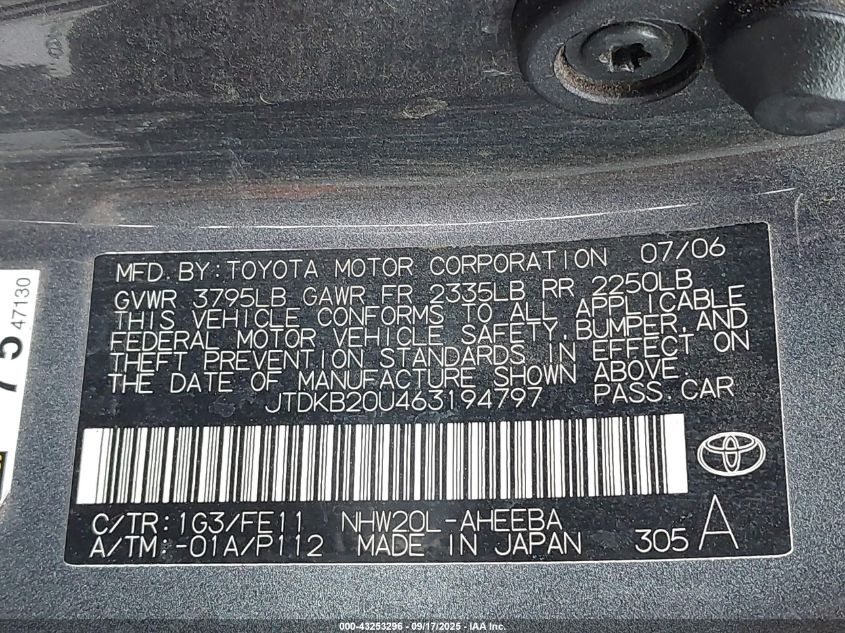 MFD. BY: TOYOTA MOTOR CORPORATION 07/06
GVWR 3795LB GAWR FR 2335LB RR 2250LB
THIS VEHICLE CONFORMS TO ALL APPLICABLE
FEDERAL MOTOR VEHICLE SAFETY, BUMPER, AND
THEFT PREVENTION STANDARDS IN EFFECT ON
THE DATE OF MANUFACTURE SHOWN ABOVE.
JTDKB20U463194797 PASS. CAR
C/TR: 1G3/FE11 NHW20L-AHEEBA
A/TM: -01A/P112 MADE IN JAPAN 305 A
75
47130
000-43253296 - 09/17/2025 - IAA Inc.